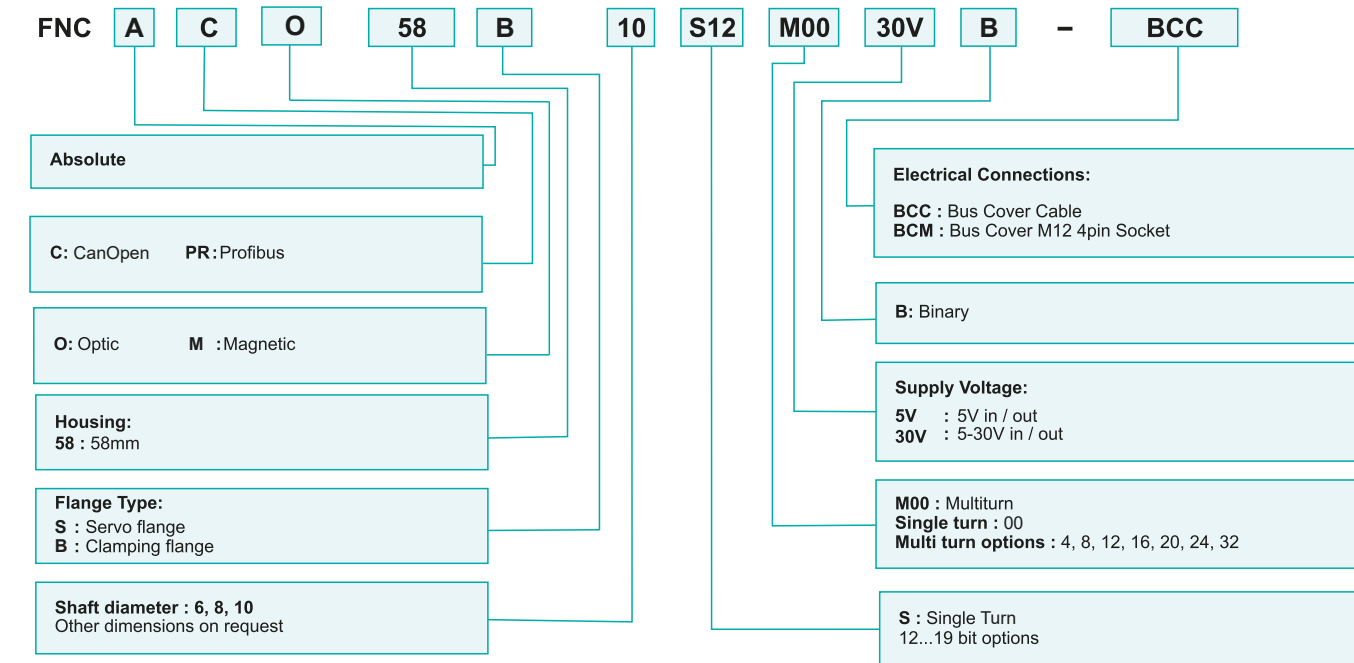 FNC A C O 58 B 10 S12 M00 30V B – BCC
Absolute
C: CanOpen PR: Profibus
O: Optic M : Magnetic
Housing:
58 : 58mm
Flange Type:
S : Servo flange
B : Clamping flange
Shaft diameter : 6, 8, 10
Other dimensions on request
Electrical Connections:
BCC : Bus Cover Cable
BCM : Bus Cover M12 4pin Socket
B: Binary
Supply Voltage:
5V : 5V in / out
30V : 5-30V in / out
M00 : Multiturn
Single turn : 00
Multi turn options : 4, 8, 12, 16, 20, 24, 32
S : Single Turn
12...19 bit options